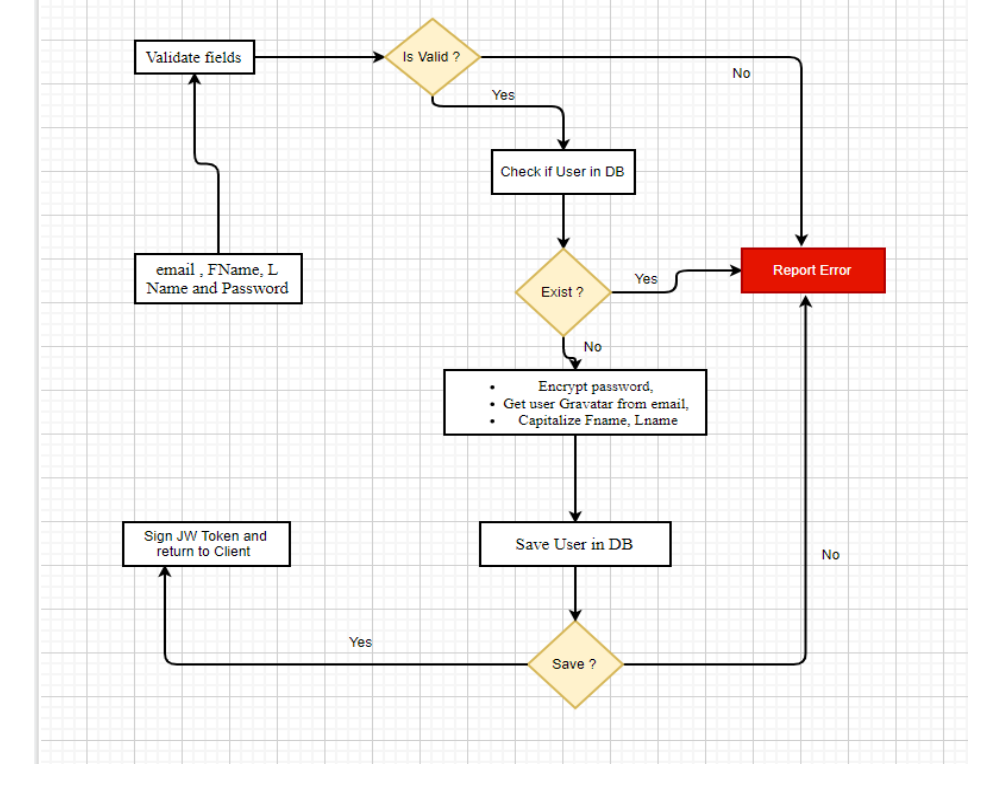 Validate fields
Is Valid ?
No
Yes
Check if User in DB
email , FName, L
Name and Password
Exist ?
Yes
Report Error
No
• Encrypt password,
• Get user Gravatar from email,
• Capitalize Fname, Lname
Sign JW Token and
return to Client
Save User in DB
No
Yes
Save ?